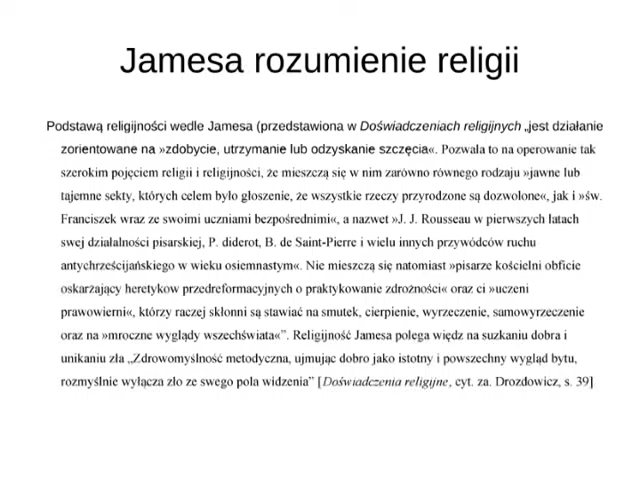 Jamesa rozumienie religii
Podstawą religijności wedle Jamesa (przedstawiona w Doświadczeniach religijnych „jest działanie
zorientowane na »zdobycie, utrzymanie lub odzyskanie szczęcia«. Pozwala to na operowanie tak
szerokim pojęciem religii i religijności, że mieszczą się w nim zarówno równego rodzaju »jawne lub
tajemne sekty, których celem było głoszenie, że wszystkie rzeczy przyrodzone są dozwolone«, jak i »św.
Franciszek wraz ze swoimi uczniami bezpośrednimi«, a nazwet »J. J. Rousseau w pierwszych łatach
swej działalności pisarskiej, P. diderot, B. de Saint-Pierre i wielu innych przywódców ruchu
antychrześcijańskiego w wieku osiemnastym«. Nie mieszczą się natomiast »pisarze kościelni obficie
oskarżający heretykow przedreformacyjnych o praktykowanie zdrożności« oraz ci »uczeni
prawowierni«, którzy raczej skłonni są stawiać na smutek, cierpienie, wyrzeczenie, samowyrzeczenie
oraz na »mroczne wyglądy wszechświata«”. Religijność Jamesa polega więdz na suzkaniu dobra i
unikaniu zła „Zdrowomyślność metodyczna, ujmując dobro jako istotny i powszechny wygląd bytu,
rozmyślnie wyłącza zlo ze swego pola widzenia” [Doświadczenia religijne, cyt. za. Drozdowicz, s. 39]